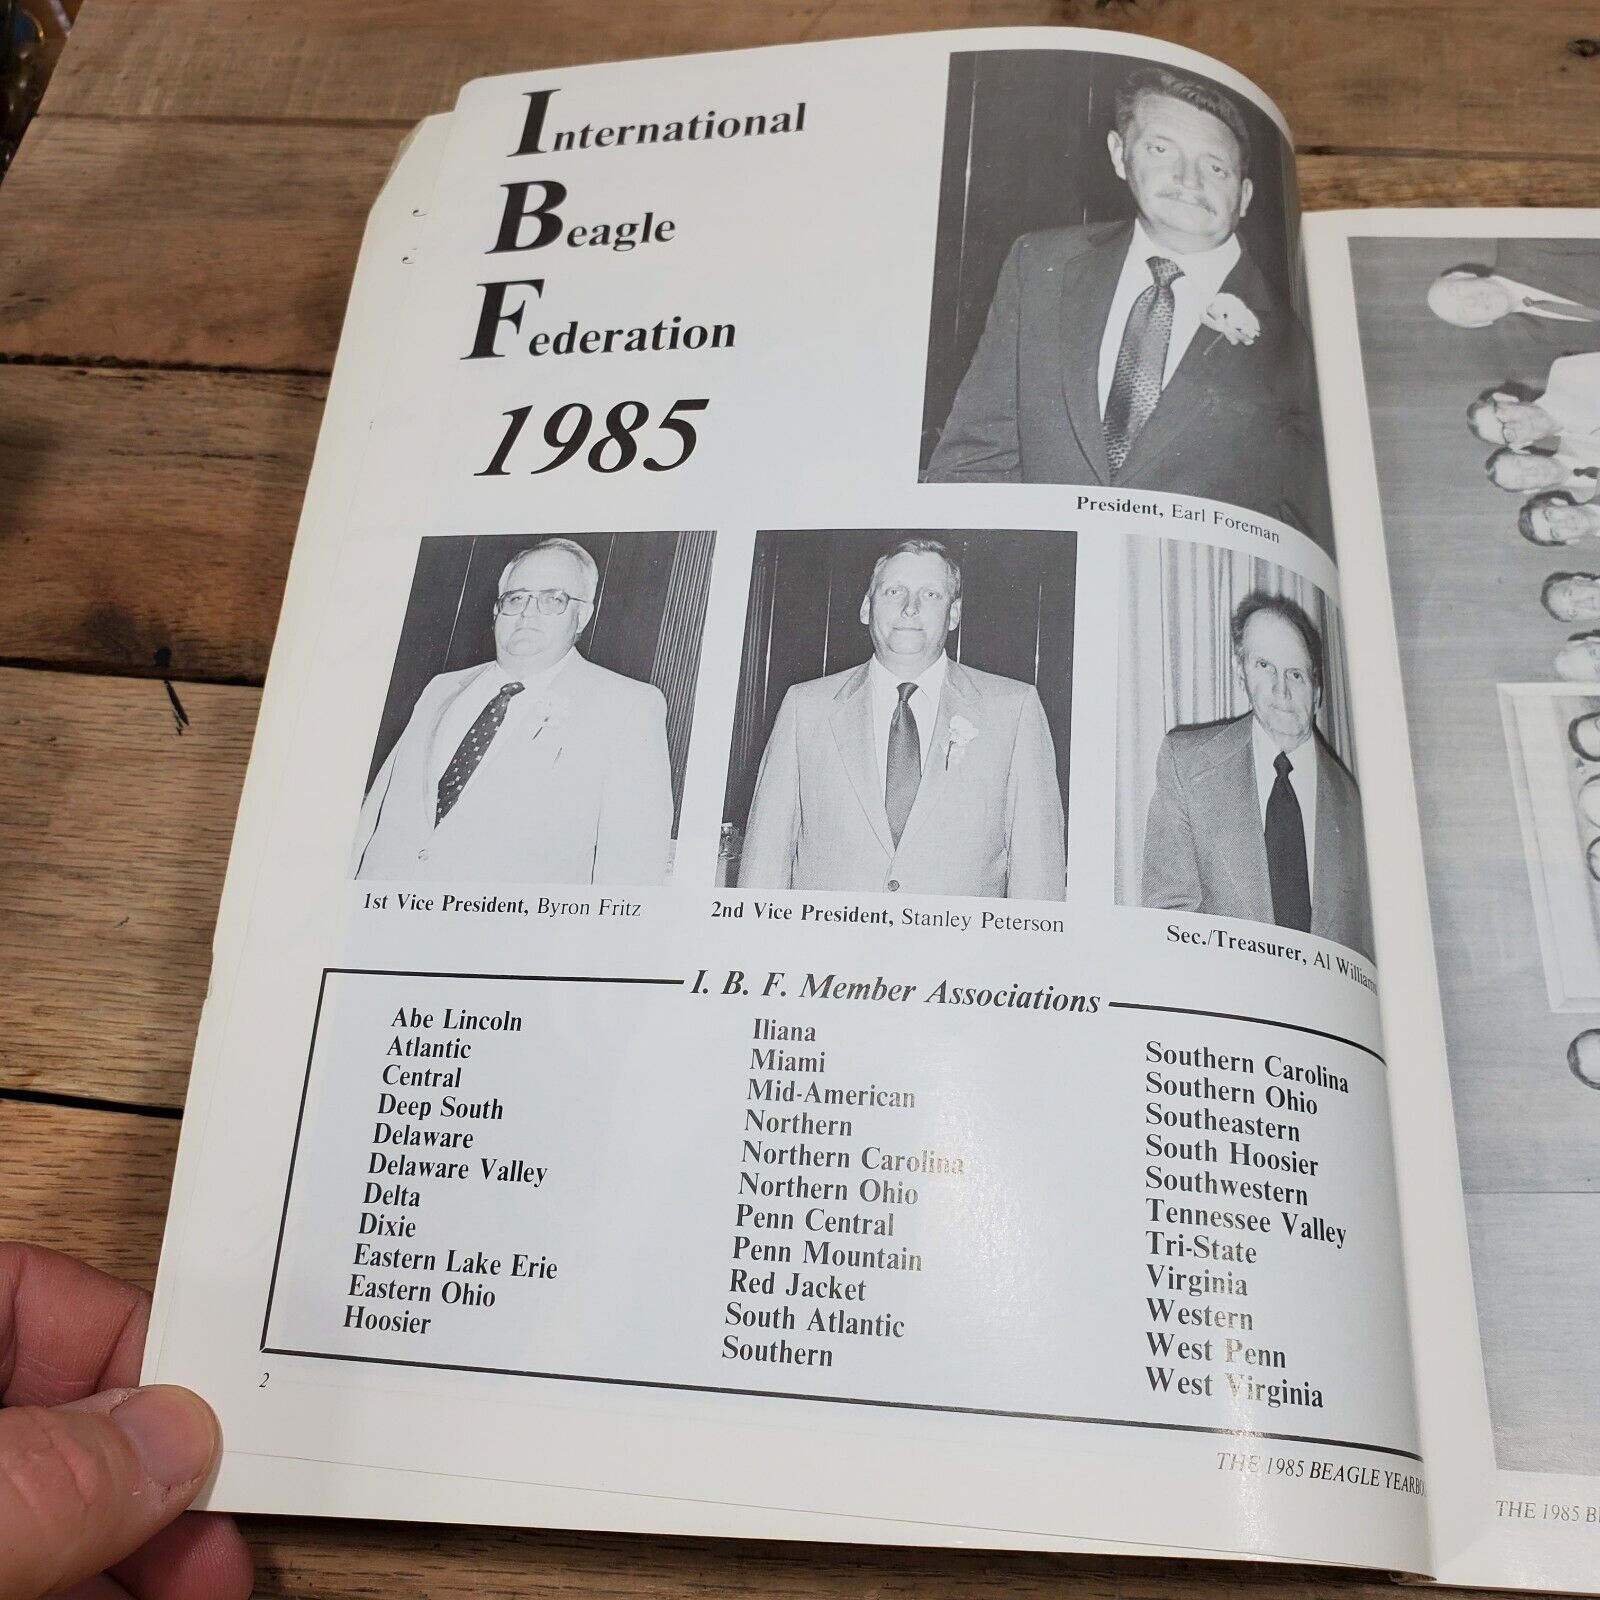 International
Beagle
Federation
1985
President, Earl Foreman
1st Vice President, Byron Fritz
2nd Vice President, Stanley Peterson
Sec./Treasurer, Al Williams
I. B. F. Member Associations
Abe Lincoln
Atlantic
Central
Deep South
Delaware
Delaware Valley
Delta
Dixie
Eastern Lake Erie
Eastern Ohio
Hoosier
Iliana
Miami
Mid-American
Northern
Northern Carolina
Northern Ohio
Penn Central
Penn Mountain
Red Jacket
South Atlantic
Southern
Southern Carolina
Southern Ohio
Southeastern
South Hoosier
Southwestern
Tennessee Valley
Tri-State
Virginia
Western
West Penn
West Virginia
2
THE 1985 BEAGLE
THE 1985